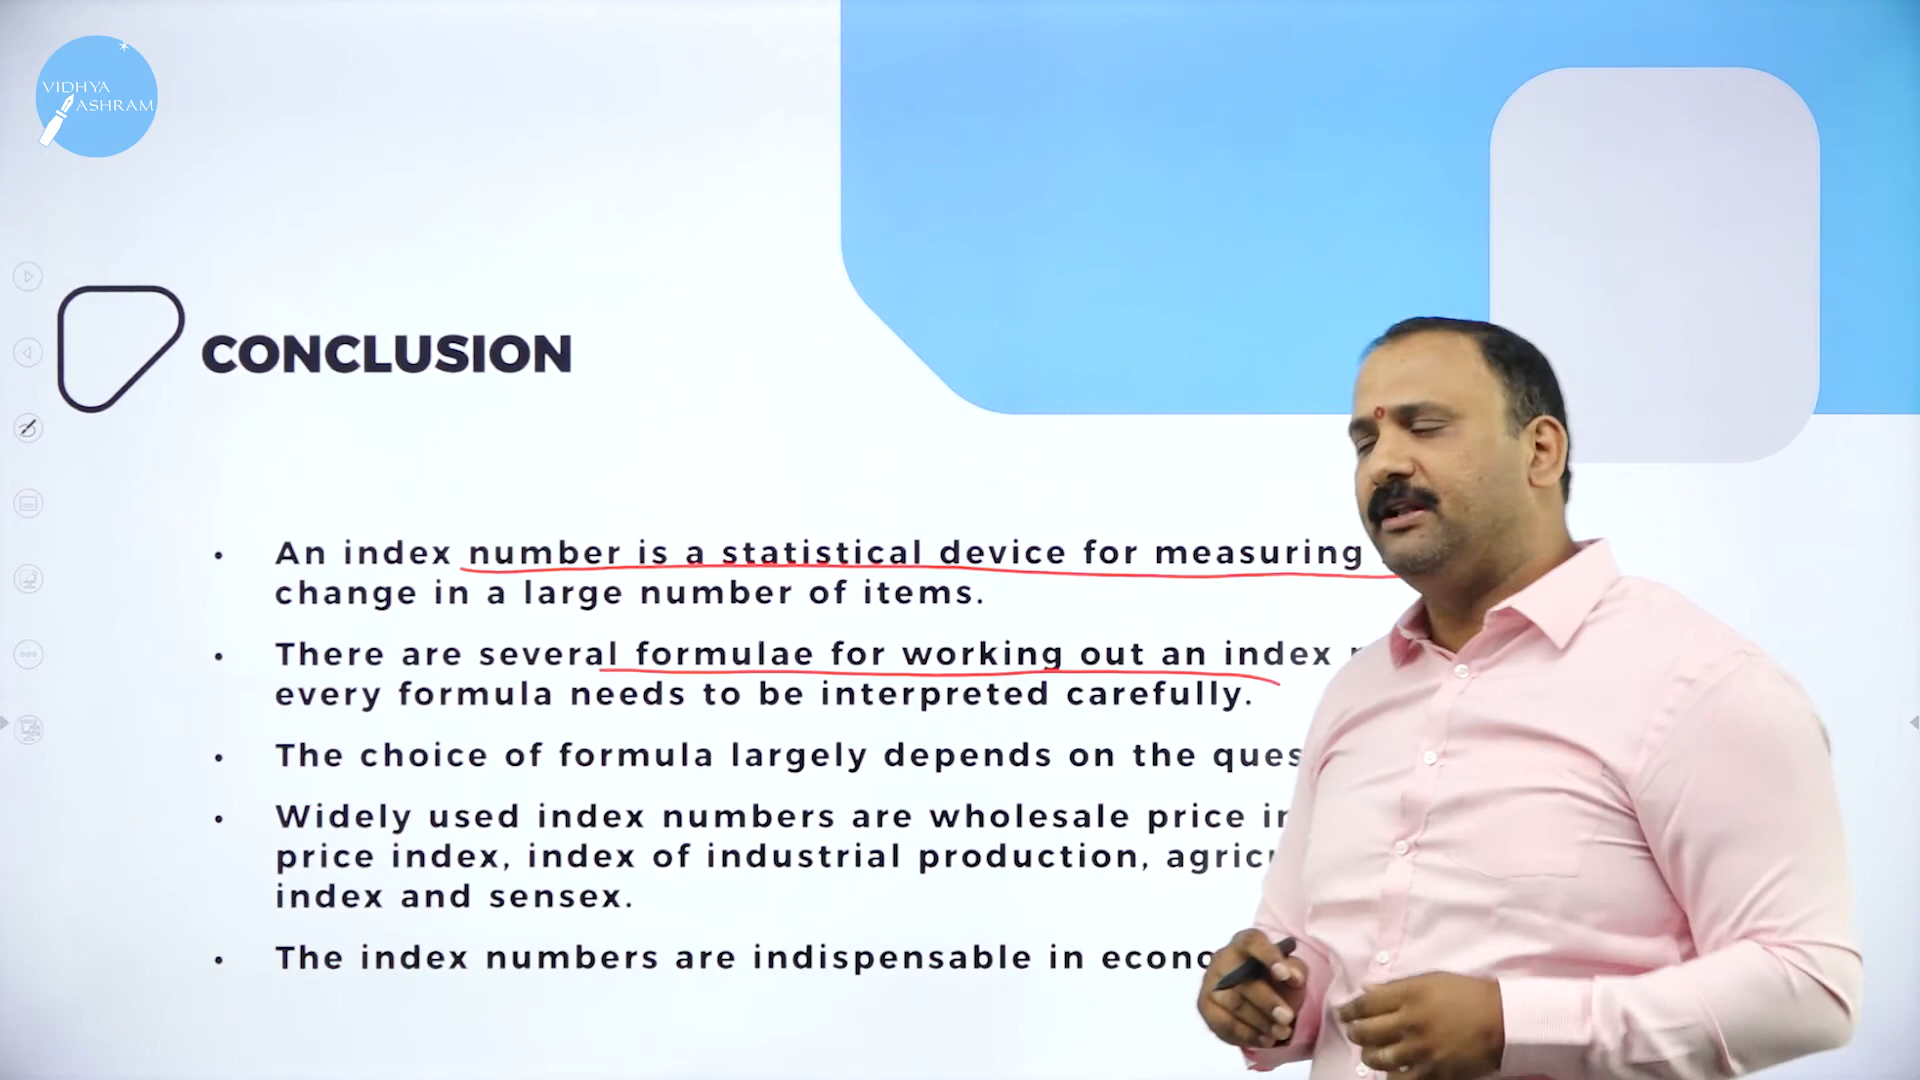 VIDHYA
ASHRAM
CONCLUSION
• An index number is a statistical device for measuring
change in a large number of items.
• There are several formulae for working out an index
every formula needs to be interpreted carefully.
• The choice of formula largely depends on the
• Widely used index numbers are wholesale price
price index, index of industrial production,
index and sensex.
• The index numbers are indispensable in